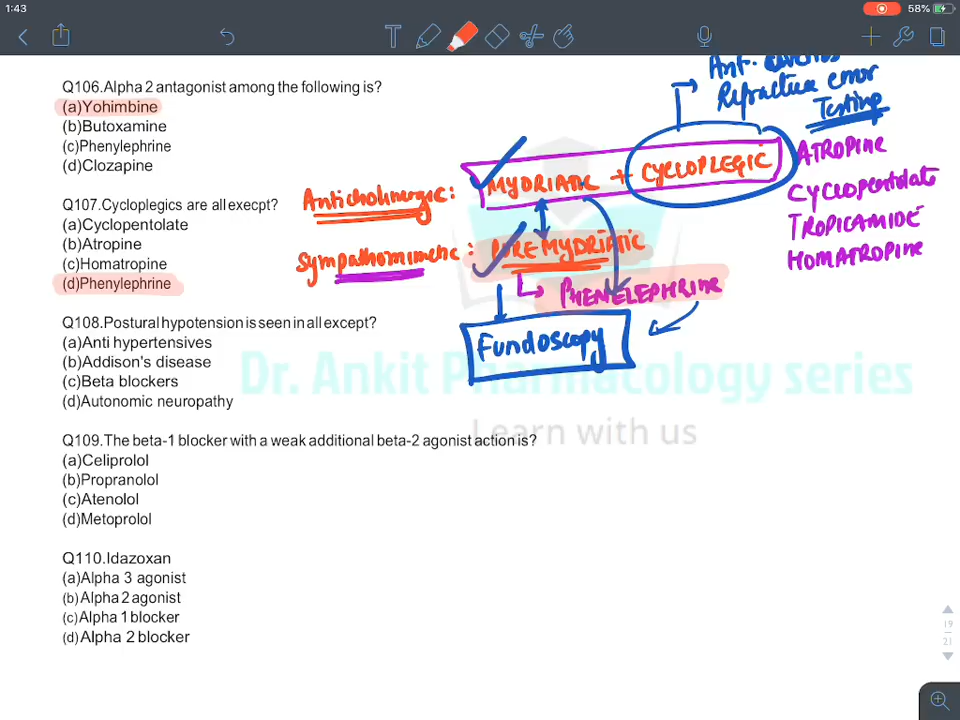 1:43
58%
Q106.Alpha 2 antagonist among the following is?
(a)Yohimbine
(b)Butoxamine
(c)Phenylephrine
(d)Clozapine
Q107.Cycloplegics are all execpt?
(a)Cyclopentolate
(b)Atropine
(c)Homatropine
(d)Phenylephrine
Q108.Postural hypotension is seen in all except?
(a)Anti hypertensives
(b)Addison's disease
(c)Beta blockers
(d)Autonomic neuropathy
Q109.The beta-1 blocker with a weak additional beta-2 agonist action is?
(a)Celiprolol
(b)Propranolol
(c)Atenolol
(d)Metoprolol
Q110.Idazoxan
(a)Alpha 3 agonist
(b)Alpha 2 agonist
(c)Alpha 1 blocker
(d)Alpha 2 blocker
Ant.
Refractive error
Testing
Anticholinergic: MYDRIATIC + CYCLOPLEGIC
ATROPINE
CYCLOPENTOLATE
TROPICAMIDE
HOMATROPINE
Sympathomimetic: PURE MYDRIATIC
PHENELEPHRINE
Fundoscopy
Dr. Ankit Pharmacology series
Learn with us
19
21